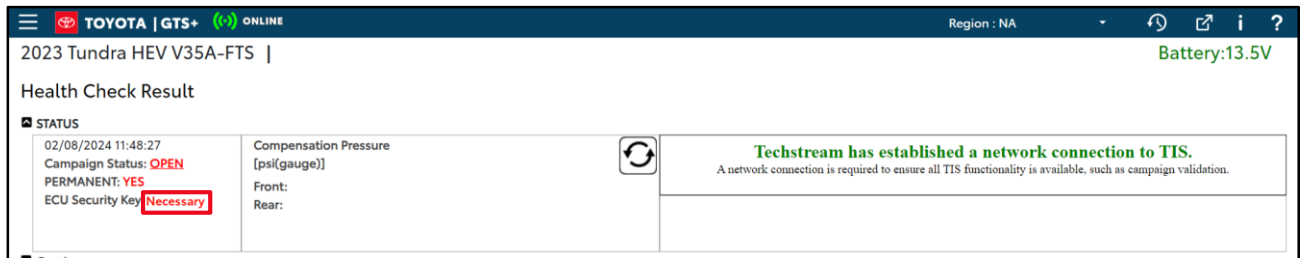 TOYOTA | GTS+ ONLINE Region : NA i ?
2023 Tundra HEV V35A-FTS | Battery:13.5V
Health Check Result
STATUS
02/08/2024 11:48:27
Campaign Status: OPEN
PERMANENT: YES
ECU Security Key Necessary
Compensation Pressure
[psi(gauge)]
Front:
Rear:
Techstream has established a network connection to TIS.
A network connection is required to ensure all TIS functionality is available, such as campaign validation.